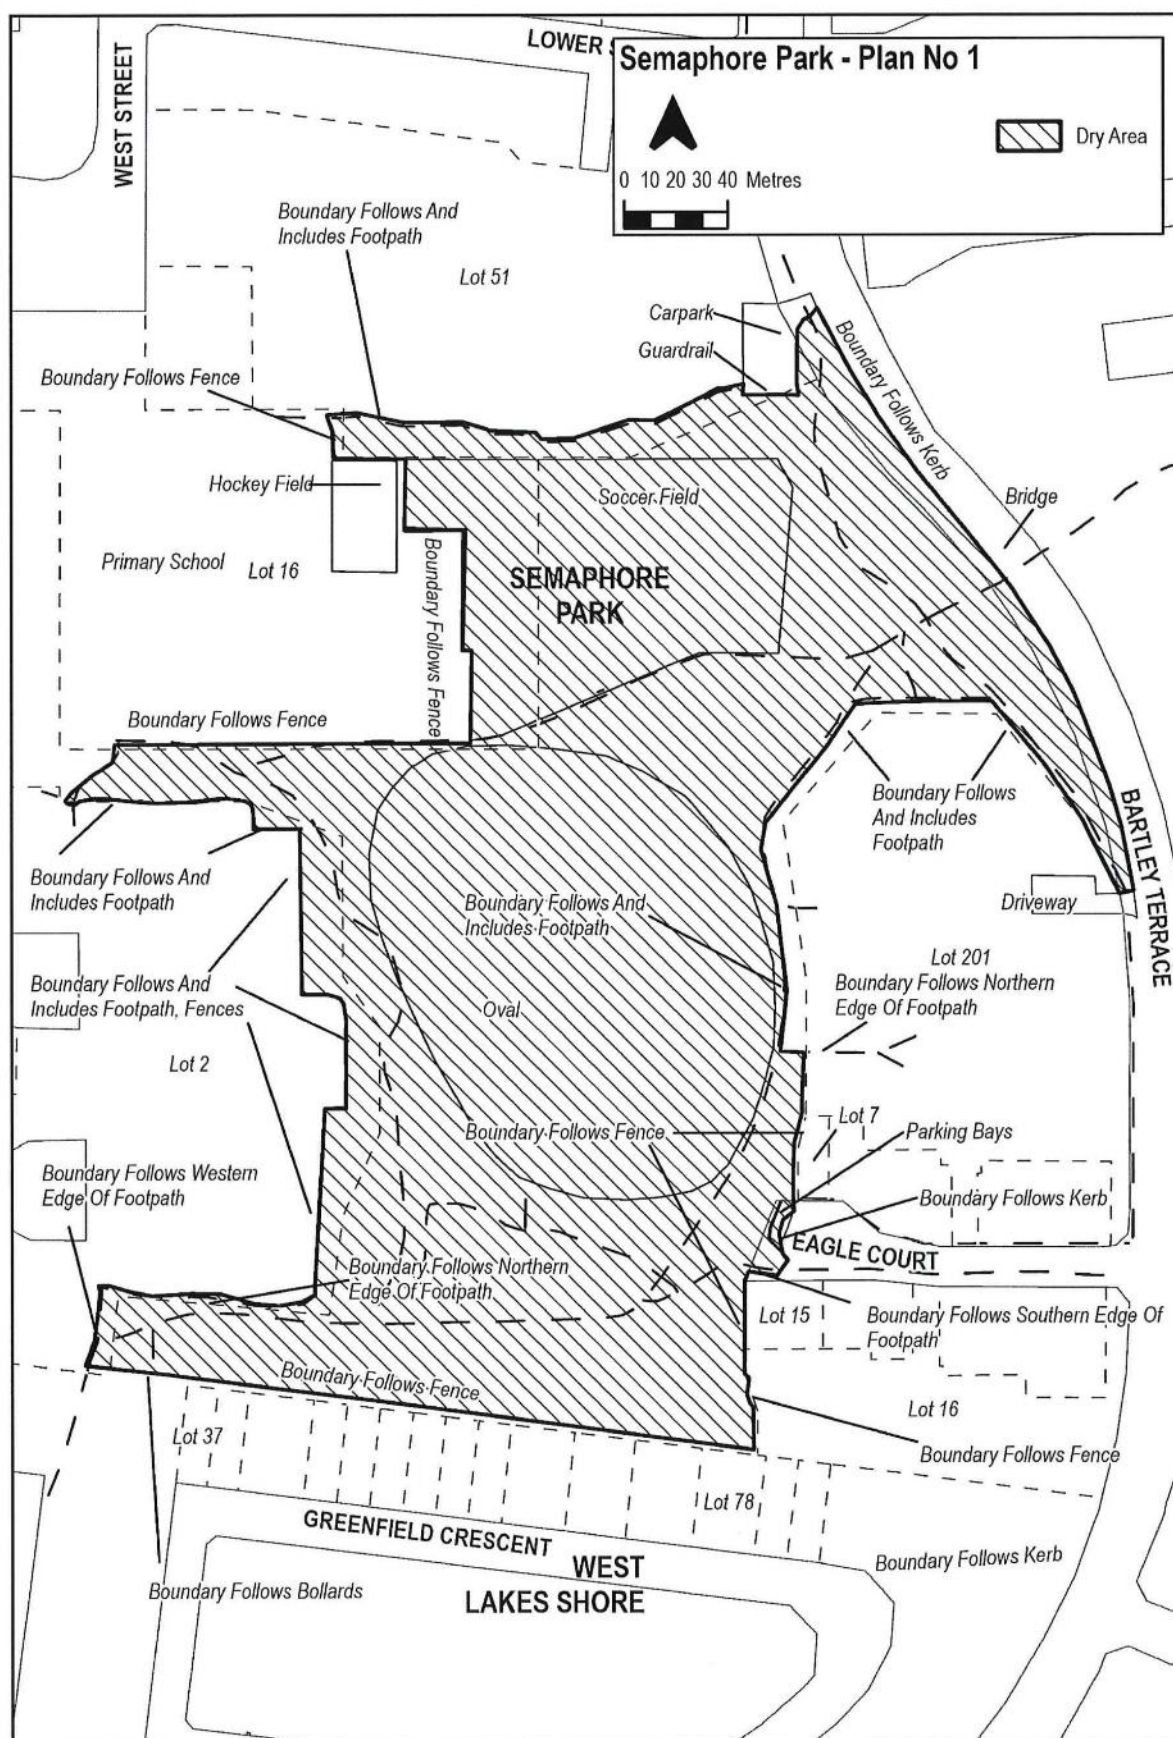 LOWER
Semaphore Park - Plan No 1
Dry Area
0 10 20 30 40 Metres
WEST STREET
Boundary Follows And
Includes Footpath
Lot 51
Carpark
Guardrail
Boundary Follows Kerb
Boundary Follows Fence
Hockey Field
Soccer Field
Bridge
Primary School
Lot 16
Boundary Follows Fence
SEMAPHORE
PARK
Boundary Follows Fence
Boundary Follows
And Includes
Footpath
BARTLEY TERRACE
Boundary Follows And
Includes Footpath
Boundary Follows And
Includes Footpath
Driveway
Lot 201
Boundary Follows Northern
Edge Of Footpath
Boundary Follows And
Includes Footpath, Fences
Oval
Lot 2
Lot 7
Boundary Follows Fence
Parking Bays
Boundary Follows Western
Edge Of Footpath
Boundary Follows Kerb
EAGLE COURT
Boundary Follows Northern
Edge Of Footpath
Lot 15
Boundary Follows Southern Edge Of
Footpath
Boundary Follows Fence
Lot 16
Lot 37
Boundary Follows Fence
Lot 78
GREENFIELD CRESCENT
Boundary Follows Kerb
WEST
LAKES SHORE
Boundary Follows Bollards